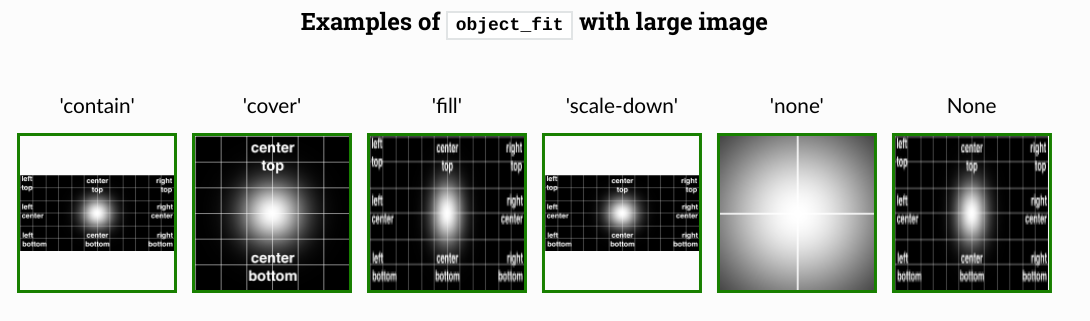 Examples of object_fit with large image
'contain' 'cover' 'fill' 'scale-down' 'none' None
left top center top right top
left center right center
left bottom center bottom right bottom
center top
center bottom
left top center top right top
left center right center
left bottom center bottom right bottom
left top center top right top
left center right center
left bottom center bottom right bottom
left top center top right top
left center right center
left bottom center bottom right bottom